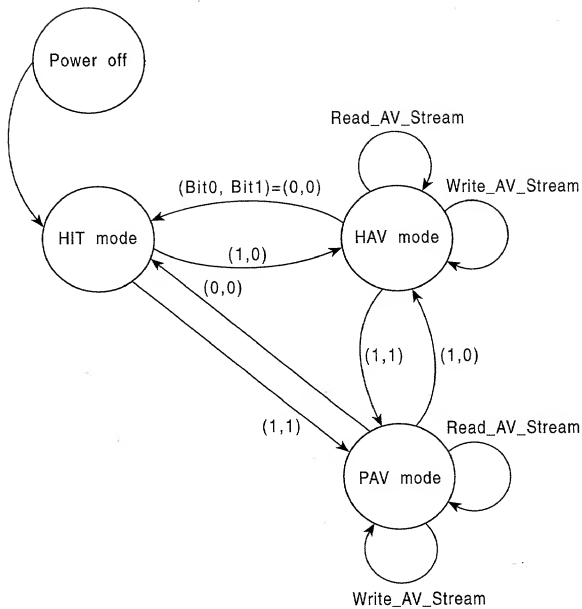 Power off
Read_AV_Stream
Write_AV_Stream
(Bit0, Bit1)=(0,0)
HIT mode
HAV mode
(1,0)
(0,0)
(1,1)
(1,0)
(1,1)
Read_AV_Stream
PAV mode
Write_AV_Stream